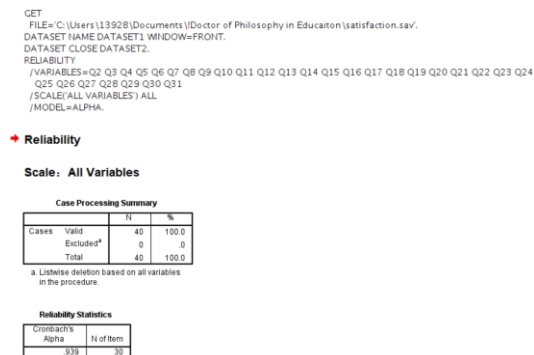 GET
FILE='C:\Users\13928\Documents\!Doctor of Philosophy in Educaiton\satisfaction.sav'.
DATASET NAME DATASET1 WINDOW=FRONT.
DATASET CLOSE DATASET2.
RELIABILITY
/VARIABLES=Q2 Q3 Q4 Q5 Q6 Q7 Q8 Q9 Q10 Q11 Q12 Q13 Q14 Q15 Q16 Q17 Q18 Q19 Q20 Q21 Q22 Q23 Q24
Q25 Q26 Q27 Q28 Q29 Q30 Q31
/SCALE('ALL VARIABLES') ALL
/MODEL=ALPHA.
Reliability
Scale: All Variables
Case Processing Summary
N %
Cases Valid 40 100.0
Excludedª 0 .0
Total 40 100.0
a. Listwise deletion based on all variables
in the procedure.
Reliability Statistics
Cronbach's
Alpha N of Item
.939 30